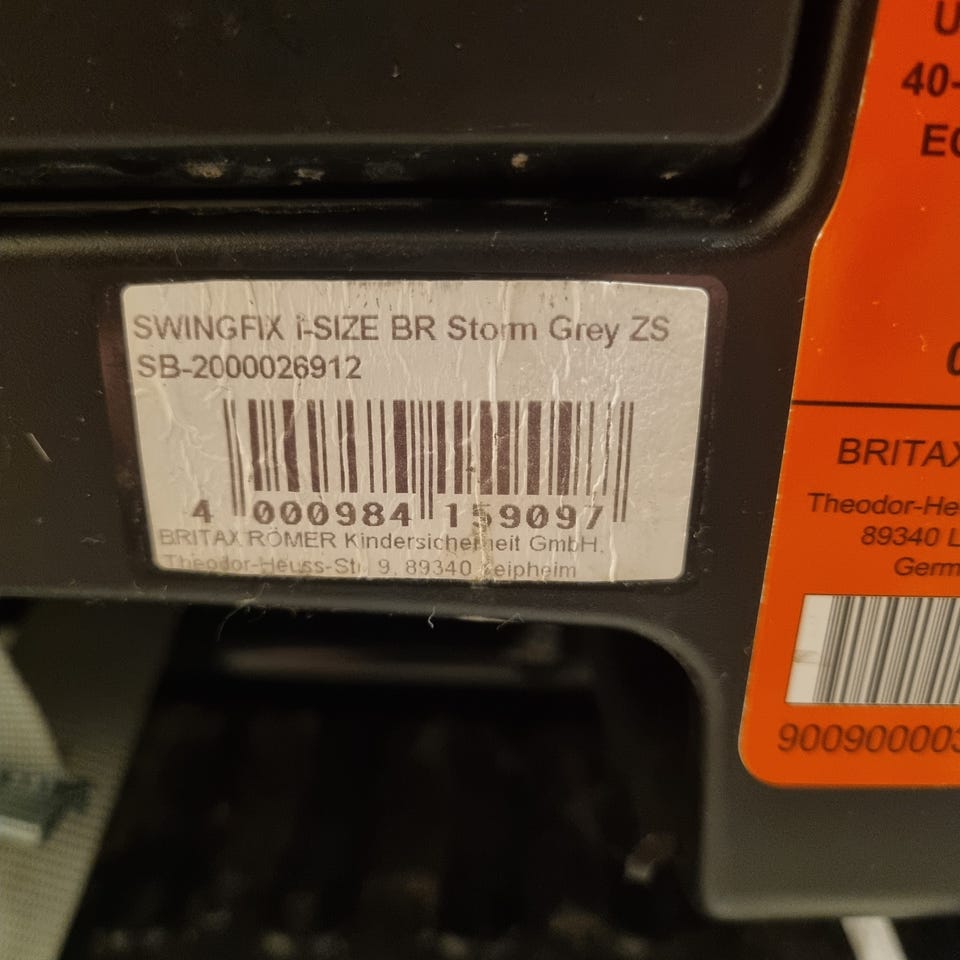 SWINGFIX i-SIZE BR Storm Grey ZS
SB-2000026912
4 000984 159097
BRITAX RÖMER Kindersicherheit GmbH,
Theodor-Heuss-Str. 9, 89340 Leipheim
40-
BRITAX
Theodor-He
89340 L
Germ
900900003